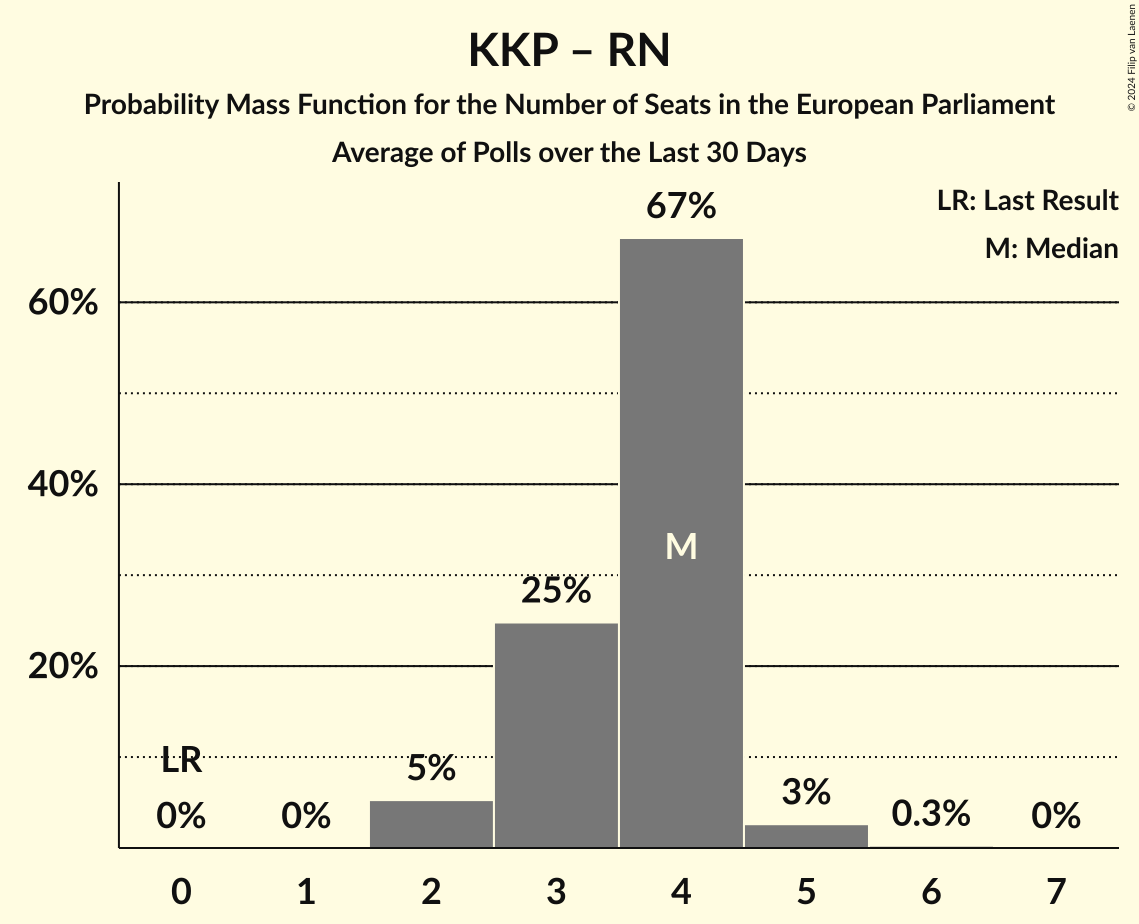 KKP – RN
Probability Mass Function for the Number of Seats in the European Parliament
Average of Polls over the Last 30 Days
© 2024 Filip van Laenen
LR: Last Result
M: Median
67%
60%
40%
M
25%
20%
LR
5%
3%
0%
0%
0.3%
0%
0 1 2 3 4 5 6 7